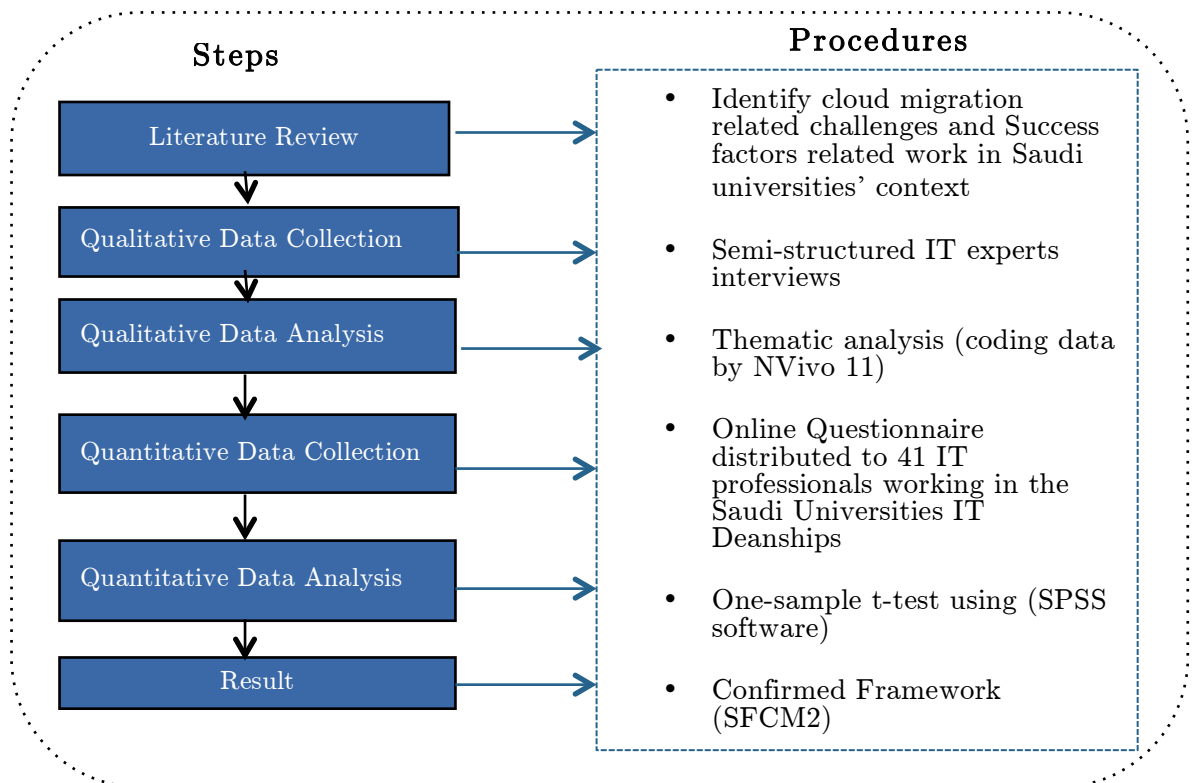 Steps
Procedures
Literature Review
Qualitative Data Collection
Qualitative Data Analysis
Quantitative Data Collection
Quantitative Data Analysis
Result
• Identify cloud migration
related challenges and Success
factors related work in Saudi
universities’ context
• Semi-structured IT experts
interviews
• Thematic analysis (coding data
by NVivo 11)
• Online Questionnaire
distributed to 41 IT
professionals working in the
Saudi Universities IT
Deanships
• One-sample t-test using (SPSS
software)
• Confirmed Framework
(SFCM2)